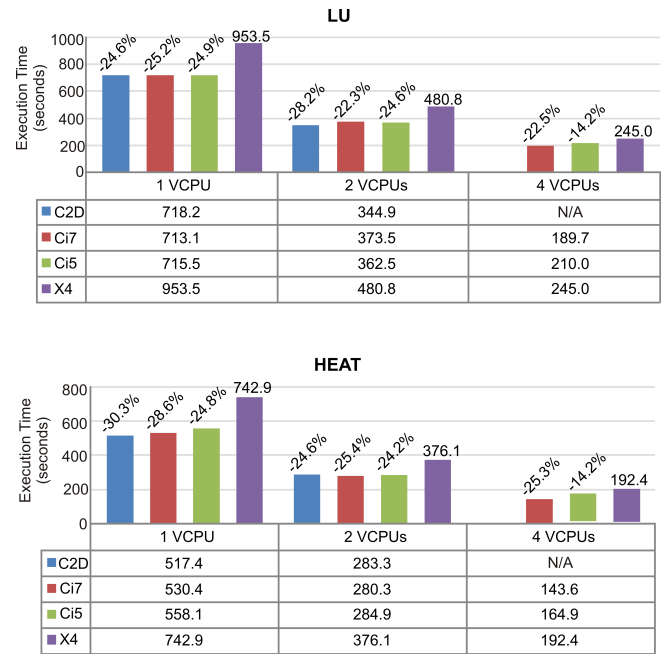 LU
Execution Time
(seconds)
1000
800
600
400
200
0
-24.6%
-25.2%
-24.9%
953.5
-28.2%
-22.3%
-24.6%
480.8
-22.5%
-14.2%
245.0
1 VCPU 2 VCPUs 4 VCPUs
C2D 718.2 344.9 N/A
Ci7 713.1 373.5 189.7
Ci5 715.5 362.5 210.0
X4 953.5 480.8 245.0
HEAT
Execution Time
(seconds)
800
600
400
200
0
-30.3%
-28.6%
-24.8%
742.9
-24.6%
-25.4%
-24.2%
376.1
-25.3%
-14.2%
192.4
1 VCPU 2 VCPUs 4 VCPUs
C2D 517.4 283.3 N/A
Ci7 530.4 280.3 143.6
Ci5 558.1 284.9 164.9
X4 742.9 376.1 192.4